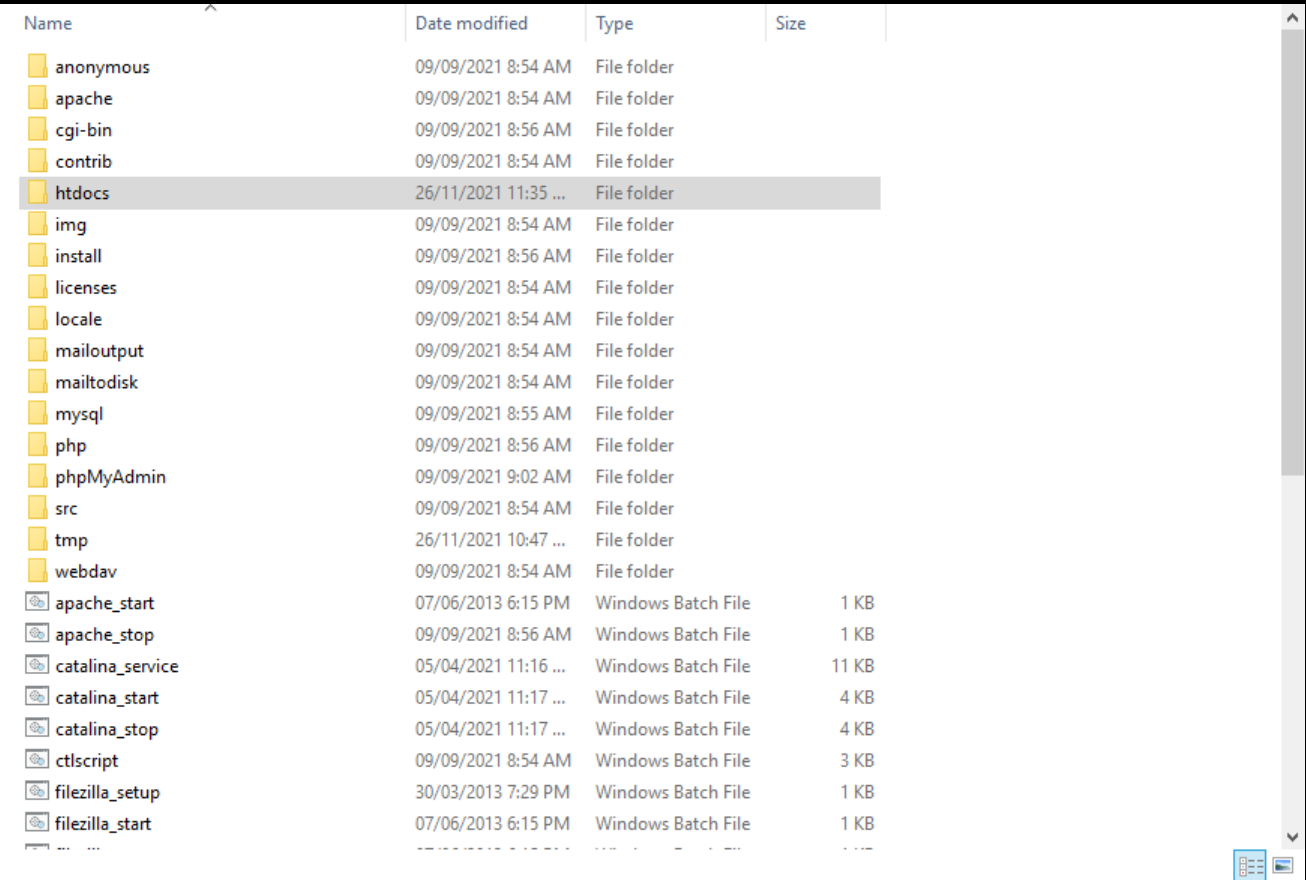 Name Date modified Type Size
anonymous 09/09/2021 8:54 AM File folder
apache 09/09/2021 8:54 AM File folder
cgi-bin 09/09/2021 8:56 AM File folder
contrib 09/09/2021 8:54 AM File folder
htdocs 26/11/2021 11:35 ... File folder
img 09/09/2021 8:54 AM File folder
install 09/09/2021 8:56 AM File folder
licenses 09/09/2021 8:54 AM File folder
locale 09/09/2021 8:54 AM File folder
mailoutput 09/09/2021 8:54 AM File folder
mailtodisk 09/09/2021 8:54 AM File folder
mysql 09/09/2021 8:55 AM File folder
php 09/09/2021 8:56 AM File folder
phpMyAdmin 09/09/2021 9:02 AM File folder
src 09/09/2021 8:54 AM File folder
tmp 26/11/2021 10:47 ... File folder
webdav 09/09/2021 8:54 AM File folder
apache_start 07/06/2013 6:15 PM Windows Batch File 1 KB
apache_stop 09/09/2021 8:56 AM Windows Batch File 1 KB
catalina_service 05/04/2021 11:16 ... Windows Batch File 11 KB
catalina_start 05/04/2021 11:17 ... Windows Batch File 4 KB
catalina_stop 05/04/2021 11:17 ... Windows Batch File 4 KB
ctlscript 09/09/2021 8:54 AM Windows Batch File 3 KB
filezilla_setup 30/03/2013 7:29 PM Windows Batch File 1 KB
filezilla_start 07/06/2013 6:15 PM Windows Batch File 1 KB